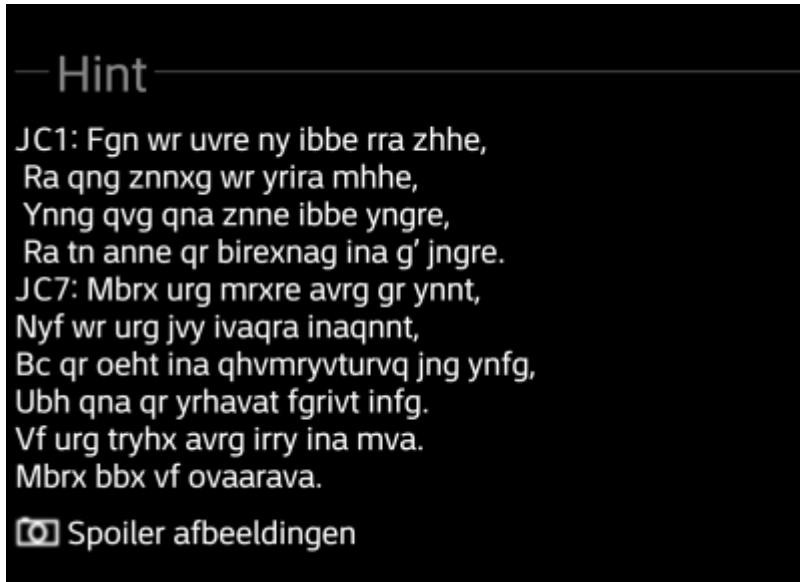 Hint
JC1: Fgn wr uvre ny ibbe rra zhhe,
Ra qng znnxg wr yrira mhhe,
Ynng qvg qna znne ibbe yngre,
Ra tn anne qr birexnag ina g’ jngre.
JC7: Mbrx urg mrxre avrg gr ynnt,
Nyf wr urg jvy ivaqra inaqnnt,
Bc qr oeht ina qhvmryvturvq jng ynfg,
Ubh qna qr yrhavat fgrivt infg.
Vf urg tryhx avrg irry ina mva.
Mbrx bbx vf ovaarava.
Spoiler afbeeldingen